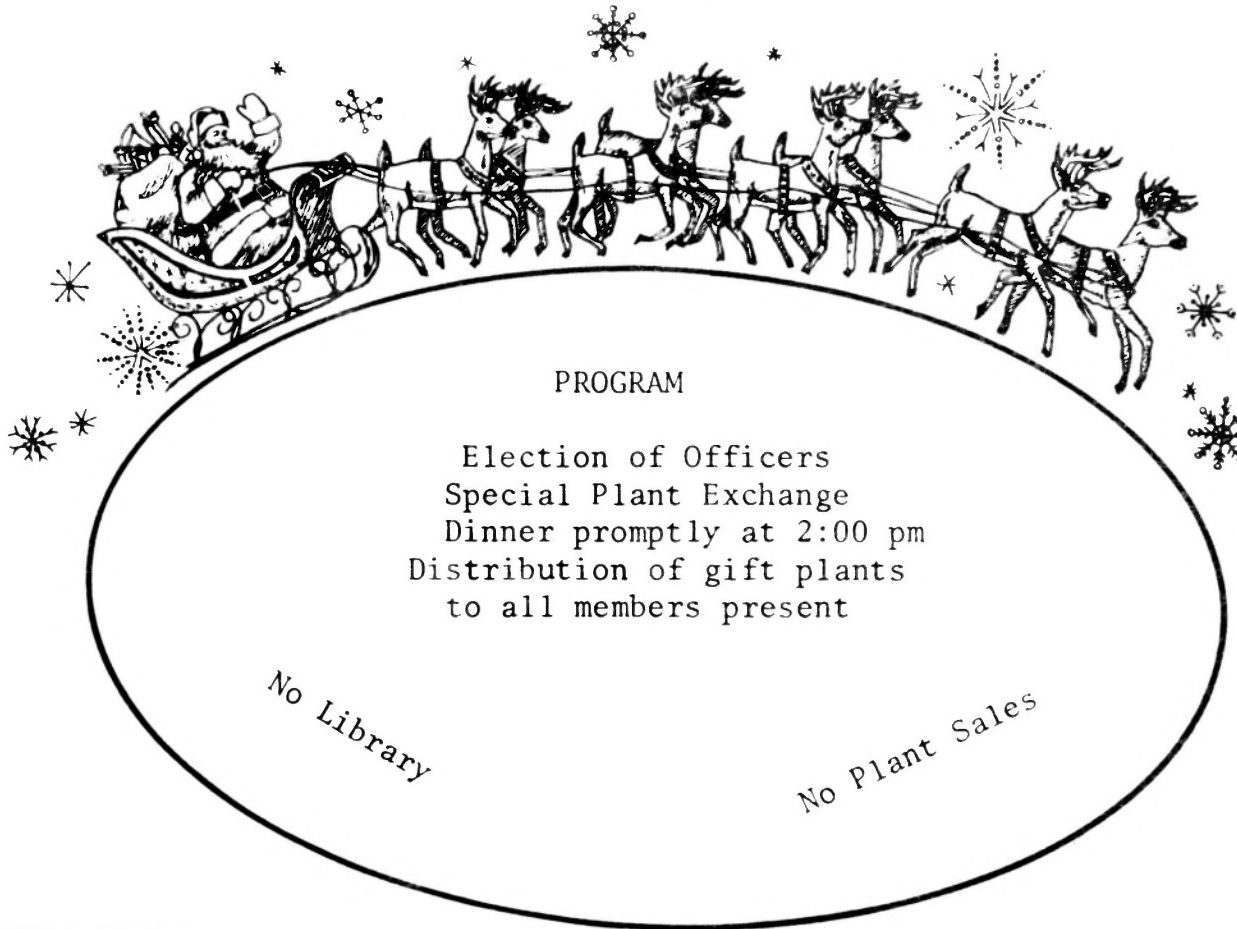 PROGRAM
Election of Officers
Special Plant Exchange
Dinner promptly at 2:00 pm
Distribution of gift plants
to all members present
No Library
No Plant Sales